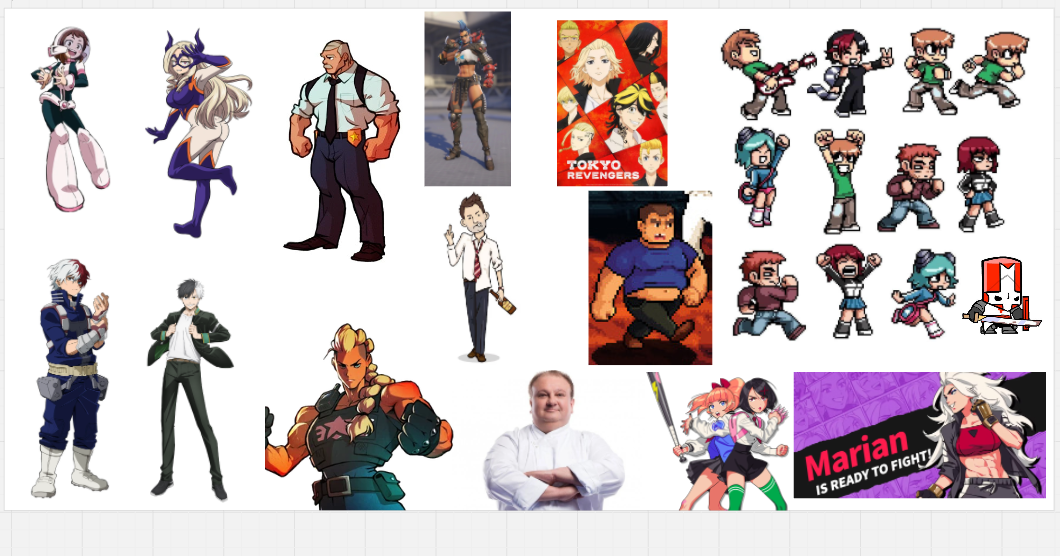 TOKYO
REVENGERS
Marian
IS READY TO FIGHT!